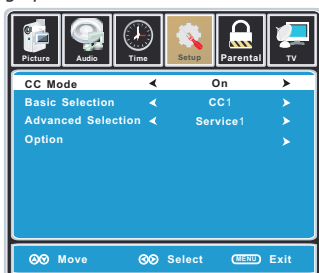 Picture Audio Time Setup Parental TV
CC Mode On
Basic Selection CC1
Advanced Selection Service1
Option
Move Select MENU Exit